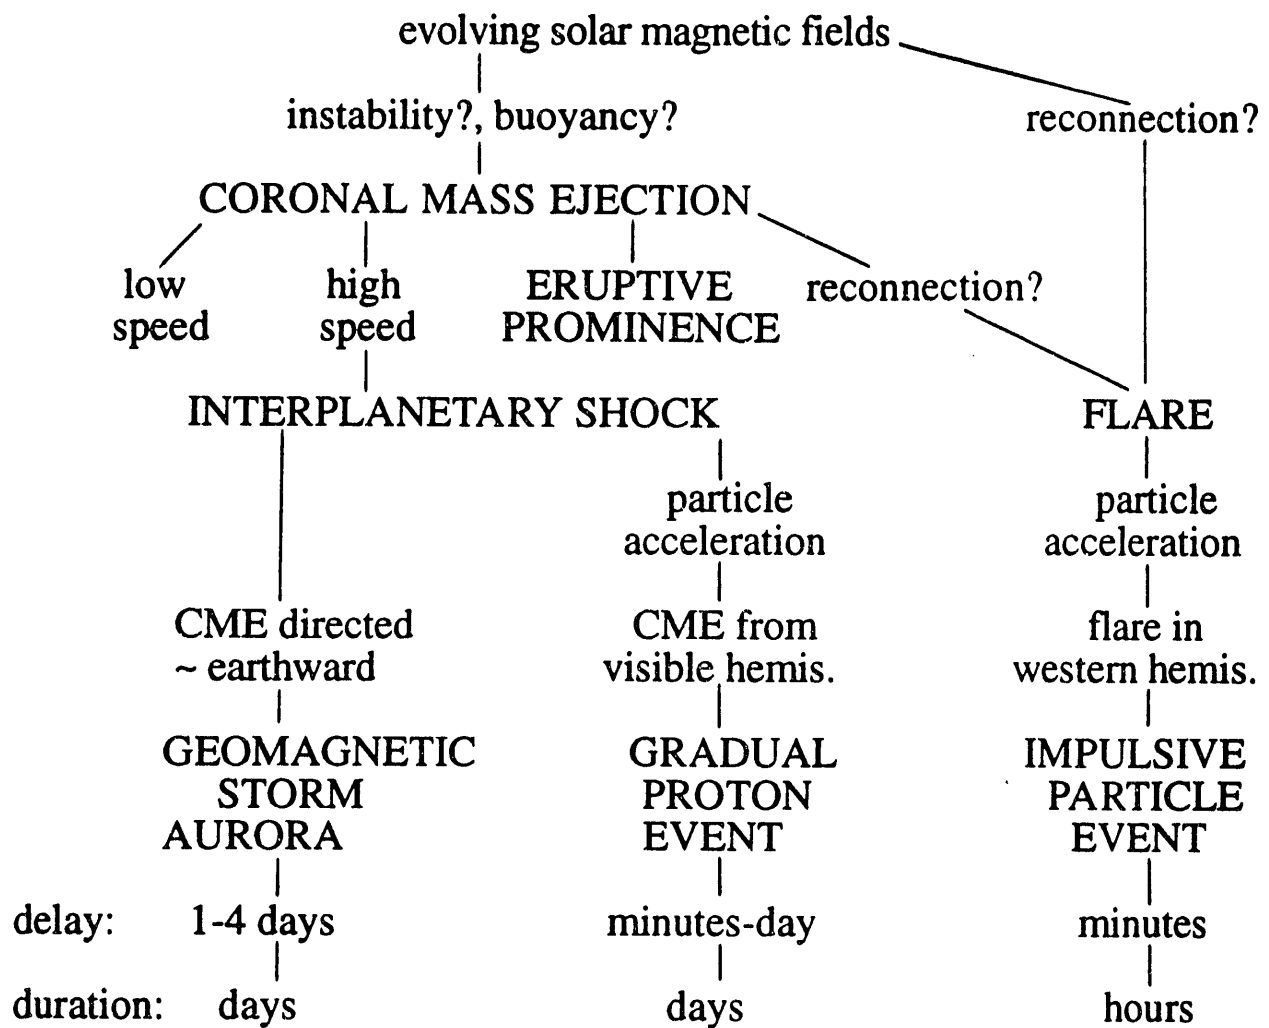 evolving solar magnetic fields
instability?, buoyancy?
reconnection?
CORONAL MASS EJECTION
low
speed
high
speed
ERUPTIVE
PROMINENCE
reconnection?
INTERPLANETARY SHOCK
FLARE
particle
acceleration
particle
acceleration
CME directed
~ earthward
CME from
visible hemis.
flare in
western hemis.
GEOMAGNETIC
STORM
AURORA
GRADUAL
PROTON
EVENT
IMPULSIVE
PARTICLE
EVENT
delay: 1-4 days minutes-day minutes
duration: days days hours